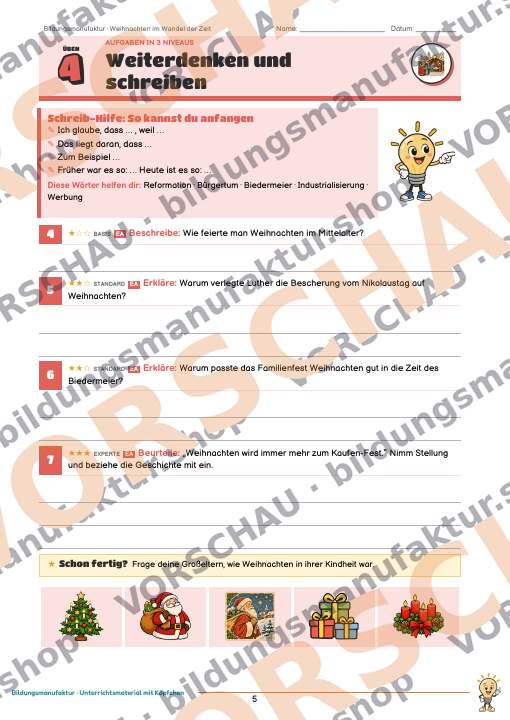 Bildungsmanufaktur · Weihnachten im Wandel der Zeit
Name: ____________ Datum: ________
AUFGABEN IN 3 NIVEAUS
ÜBEN
4
Weiterdenken und
schreiben
Schreib-Hilfe: So kannst du anfangen
✎ Ich glaube, dass … , weil …
✎ Das liegt daran, dass …
✎ Zum Beispiel …
✎ Früher war es so: … Heute ist es so: …
Diese Wörter helfen dir: Reformation · Bürgertum · Biedermeier · Industrialisierung ·
Werbung
4 ★☆☆ BASIS EA Beschreibe: Wie feierte man Weihnachten im Mittelalter?
5 ★★☆ STANDARD EA Erkläre: Warum verlegte Luther die Bescherung vom Nikolaustag auf
Weihnachten?
6 ★★☆ STANDARD EA Erkläre: Warum passte das Familienfest Weihnachten gut in die Zeit des
Biedermeier?
7 ★★★ EXPERTE EA Beurteile: „Weihnachten wird immer mehr zum Kaufen-Fest." Nimm Stellung
und beziehe die Geschichte mit ein.
★ Schon fertig? Frage deine Großeltern, wie Weihnachten in ihrer Kindheit war.
Bildungsmanufaktur · Unterrichtsmaterial mit Köpfchen
5
VORSCHAU · bildungsmanufaktur.shop
VORSCHAU